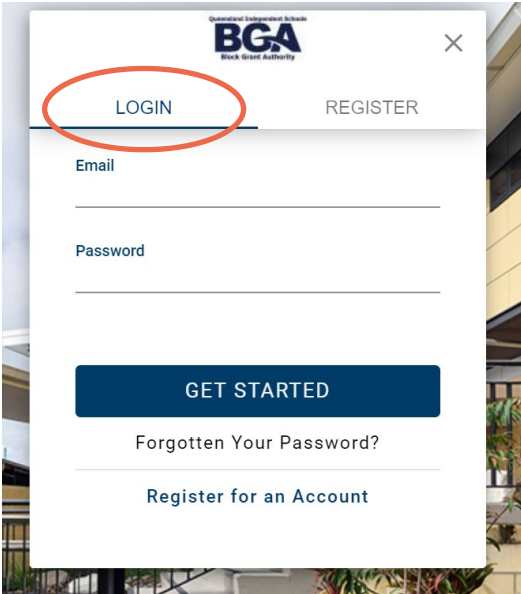 Queensland Independent Schools
BGA
Block Grant Authority
LOGIN
REGISTER
Email
Password
GET STARTED
Forgotten Your Password?
Register for an Account